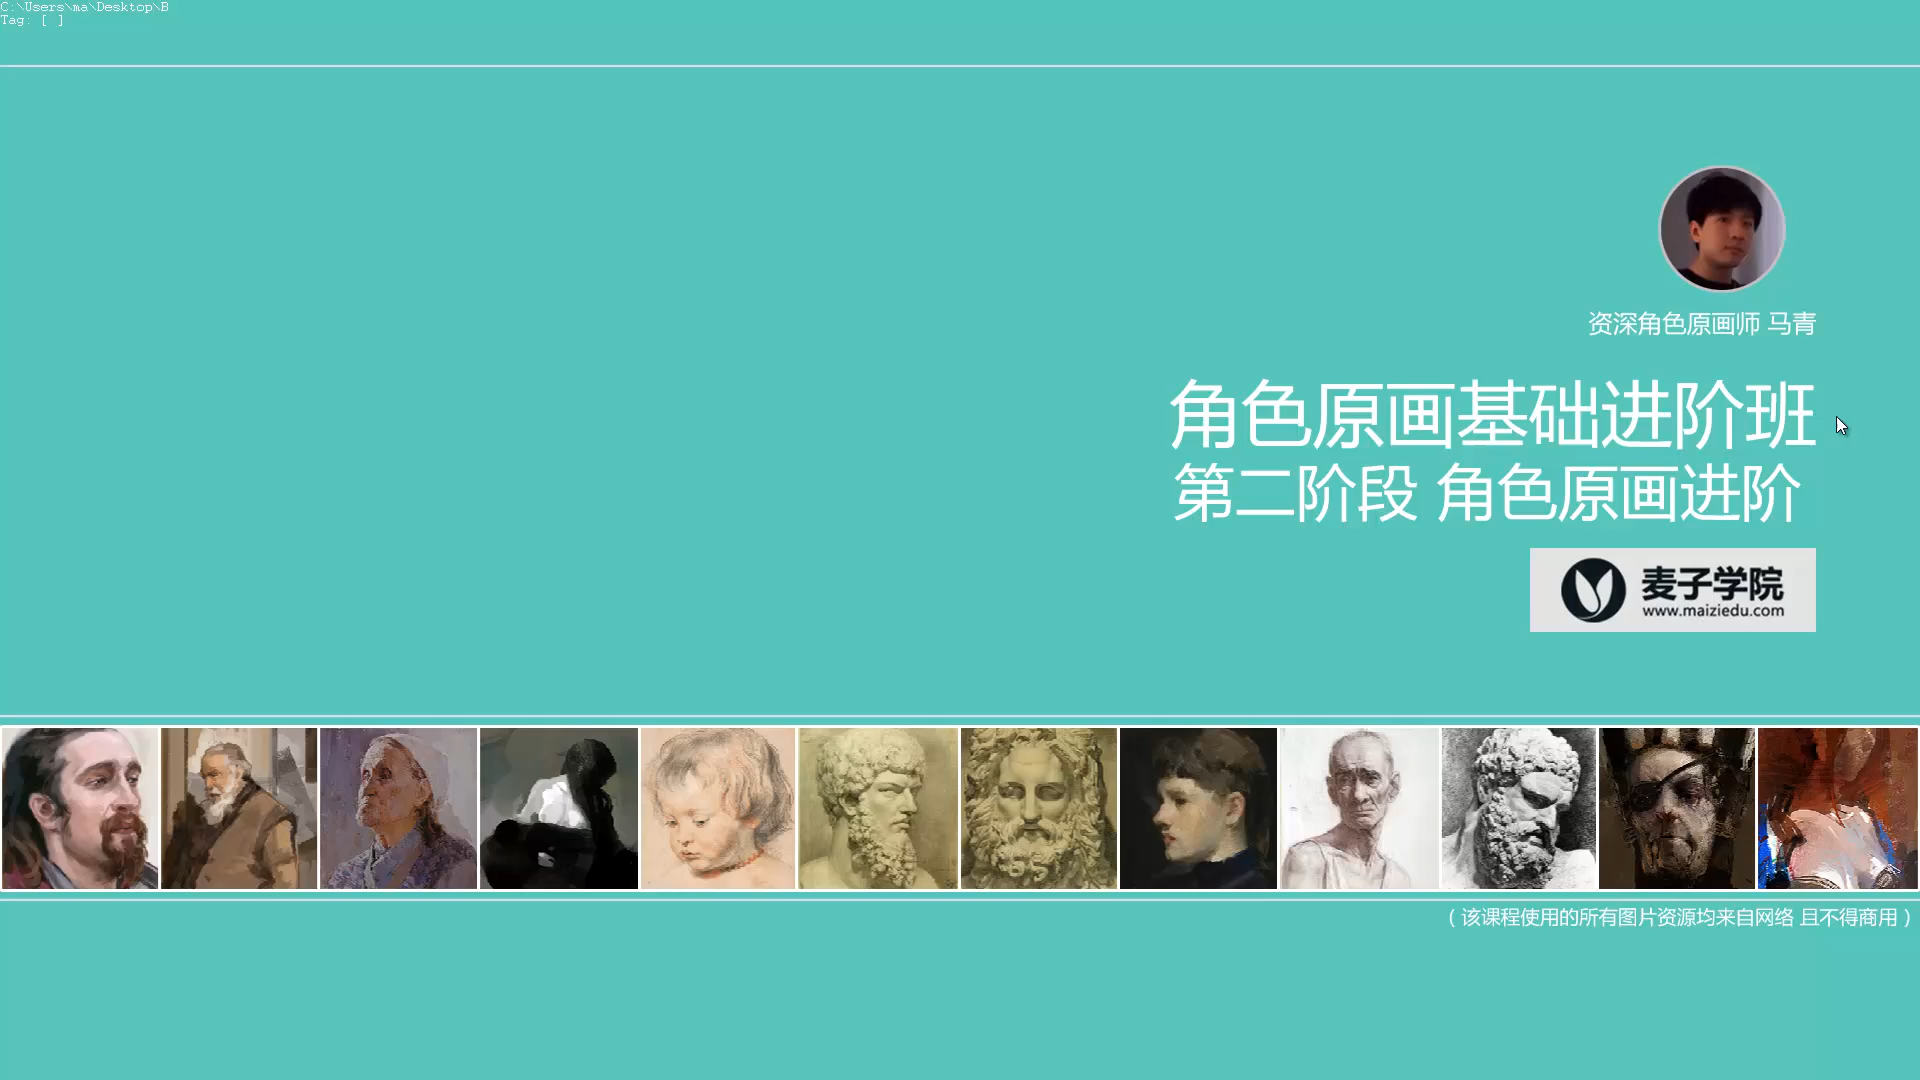 C:\Users\ma\Desktop\B
Tag: [ ]
资深角色原画师 马青
角色原画基础进阶班
第二阶段 角色原画进阶
麦子学院
www.maiziedu.com
（该课程使用的所有图片资源均来自网络 且不得商用）